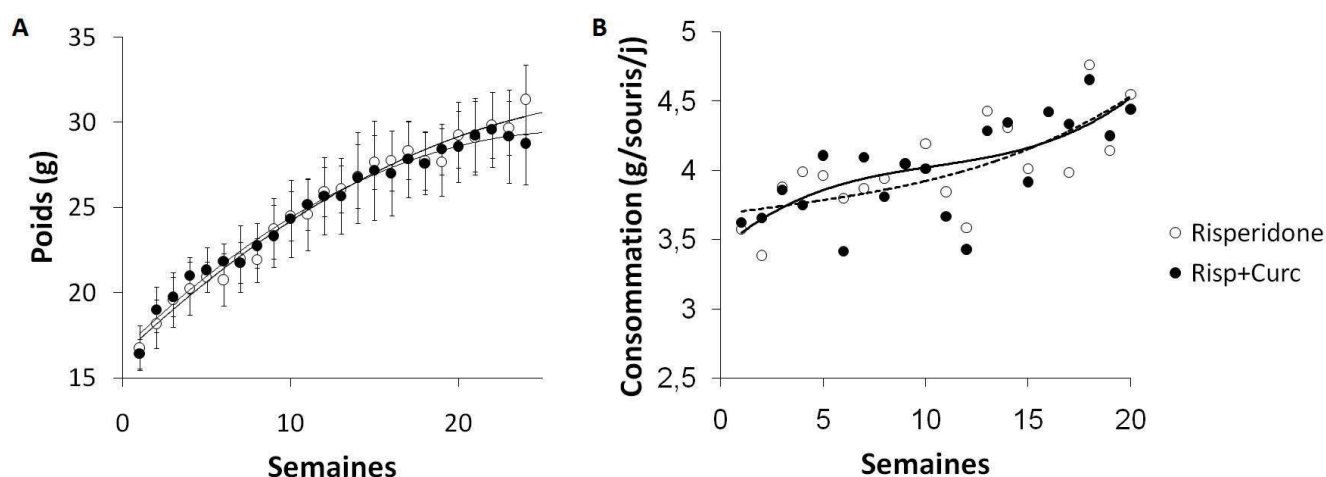 A
Poids (g)
35
30
25
20
15
0
10
20
Semaines
B
Consommation (g/souris/j)
5
4,5
4
3,5
3
2,5
0
5
10
15
20
Semaines
Risperidone
Risp+Curc